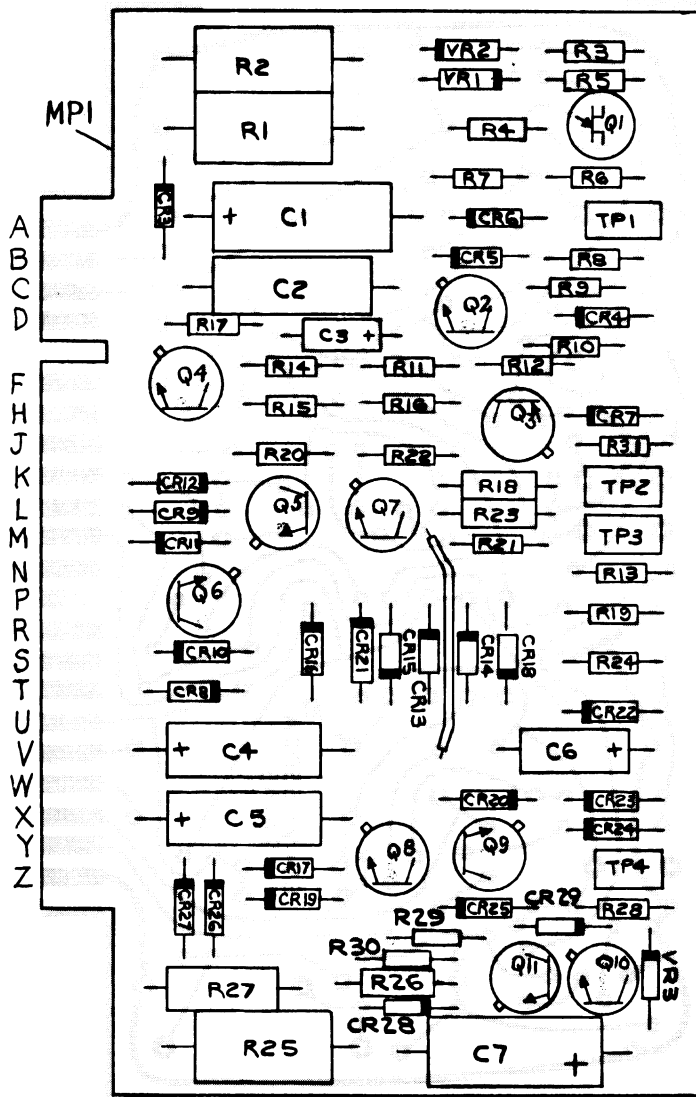 VR2 R3
R2 VR1 R5
MP1 R1 R4 Q1
R7 R6
CR3 + C1 CR6 TP1
A
B CR5 R8
C C2 Q2 R9
D R17 C3 + CR4
R10
Q4 R14 R11 R12
F
H R15 R16 Q3 CR7
J R20 R22 R31
K CR12 R18 TP2
L CR9 Q5 Q7 R23
M CR11 R21 TP3
N R13
P Q6 R19
R
S CR10 CR16 CR21 CR15 CR13 CR14 CR18 R24
T CR8 CR22
U
V + C4 C6 +
W CR20 CR23
X + C5 CR24
Y Q8 Q9
Z CR17 TP4
CR27 CR26 CR19 CR25 CR29 R28
R29
R30 Q11 Q10 VR3
R27 R26
CR28
R25 C7 +